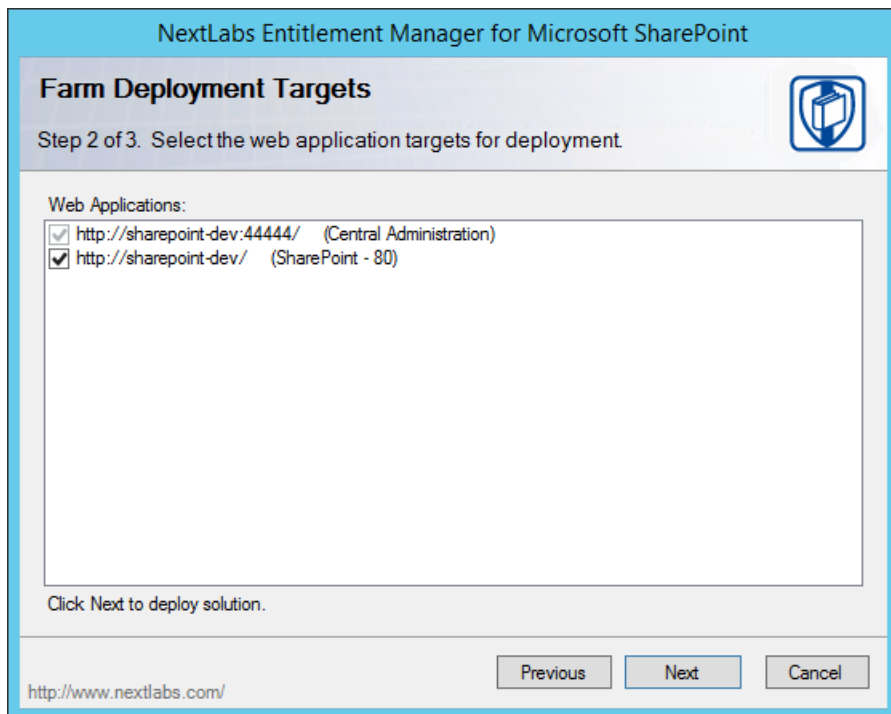 NextLabs Entitlement Manager for Microsoft SharePoint
Farm Deployment Targets
Step 2 of 3.  Select the web application targets for deployment.
Web Applications:
http://sharepoint-dev:44444/    (Central Administration)
http://sharepoint-dev/    (SharePoint - 80)
Click Next to deploy solution.
Previous
Next
Cancel
http://www.nextlabs.com/